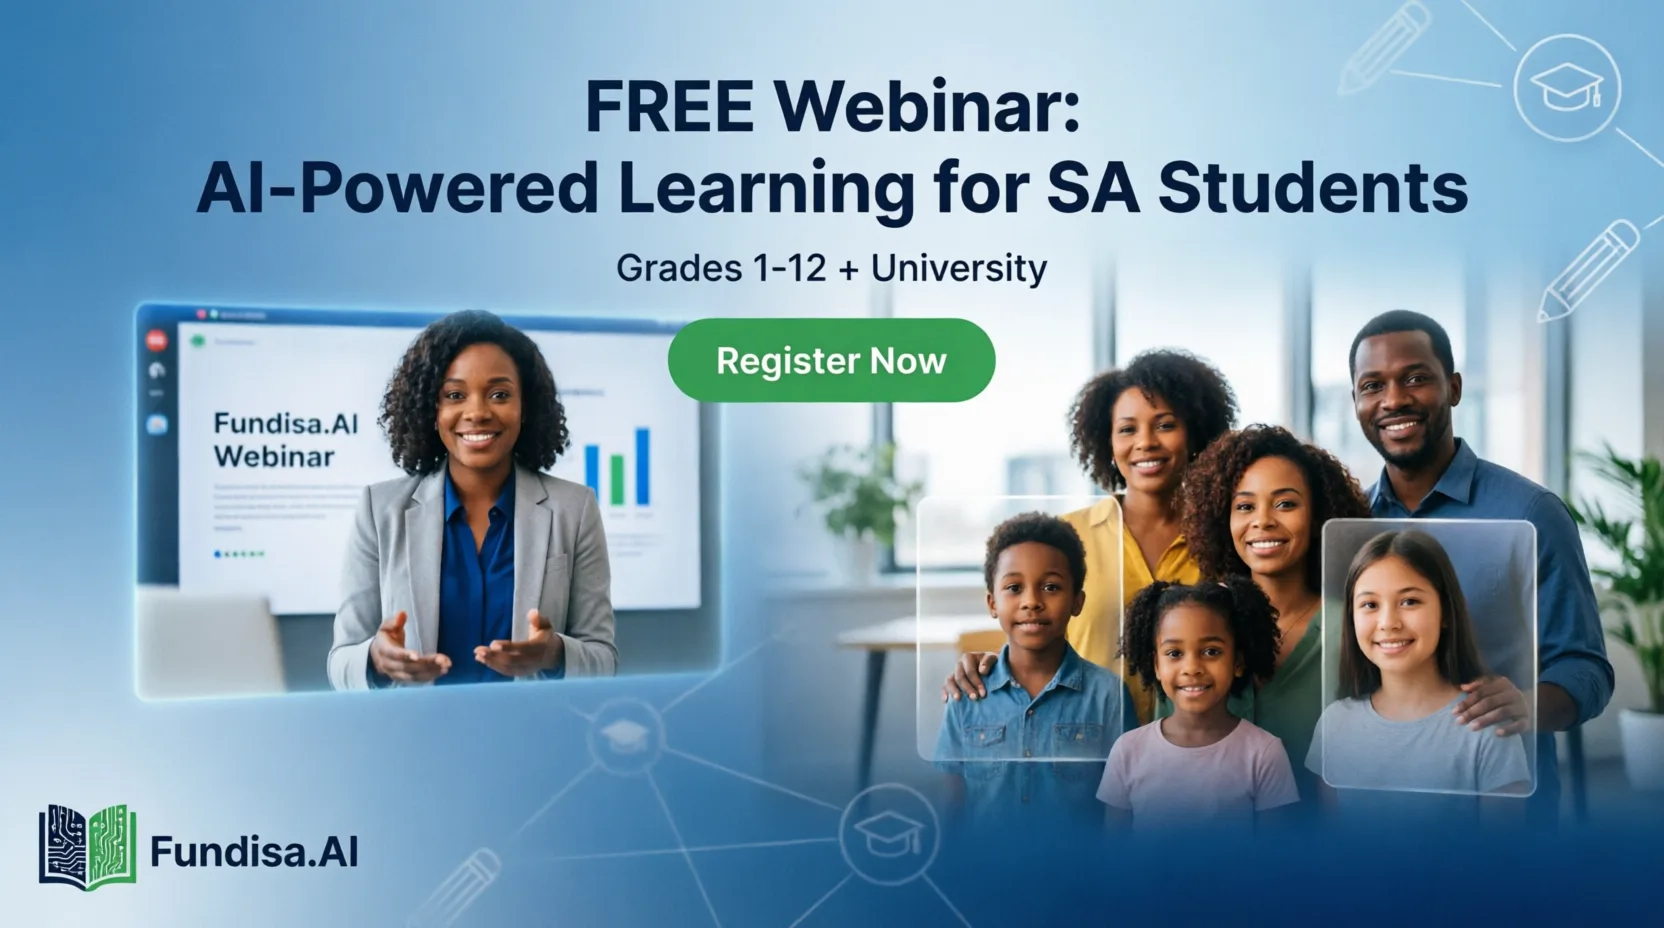 FREE Webinar:
AI-Powered Learning for SA Students
Grades 1-12 + University
Register Now
Fundisa.AI
Webinar
Fundisa.AI